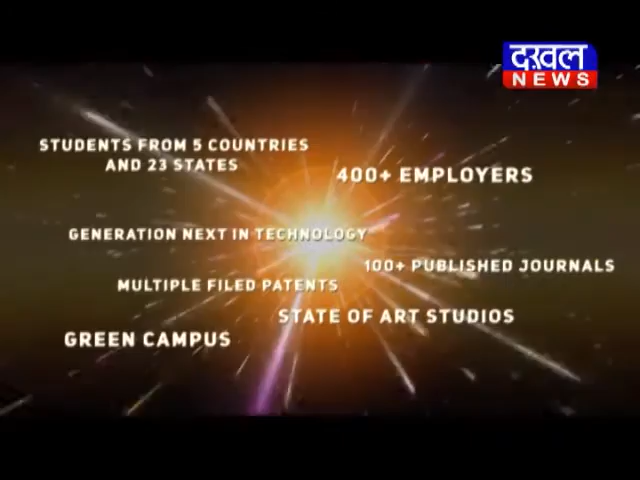 दख़ल
NEWS
STUDENTS FROM 5 COUNTRIES
AND 23 STATES
400+ EMPLOYERS
GENERATION NEXT IN TECHNOLOGY
100+ PUBLISHED JOURNALS
MULTIPLE FILED PATENTS
STATE OF ART STUDIOS
GREEN CAMPUS